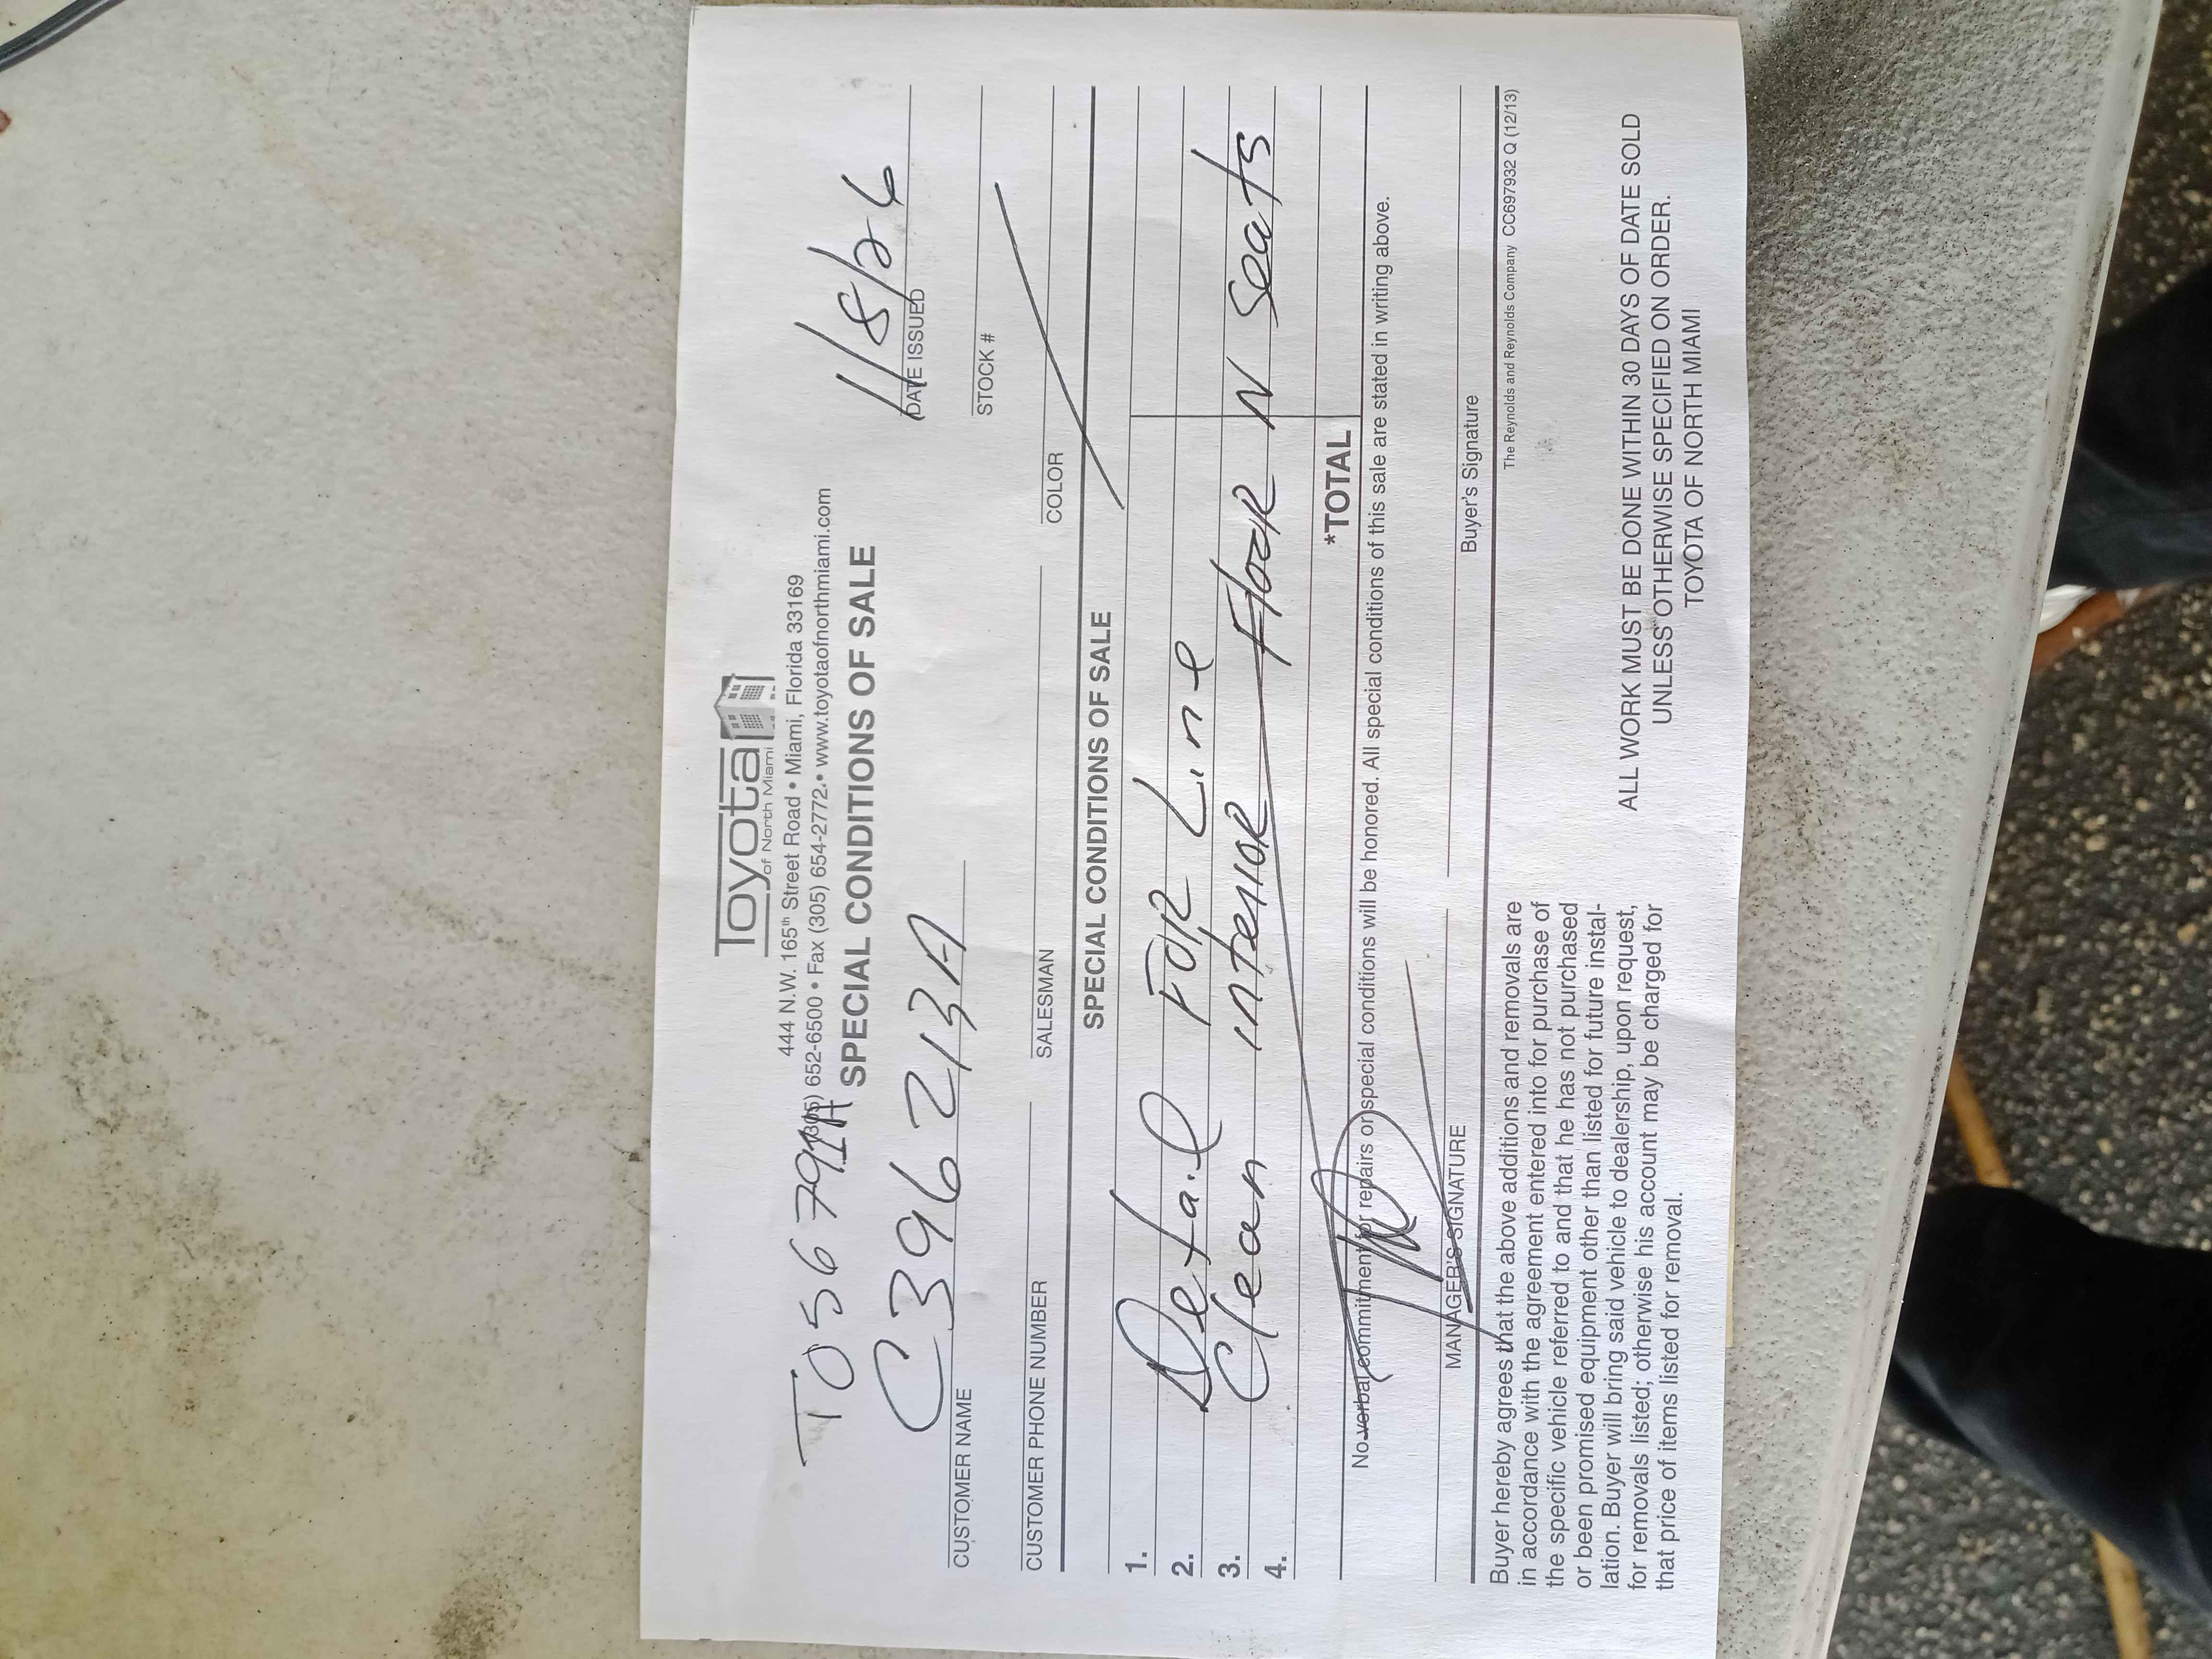 Toyota
of North Miami
444 N.W. 165th Street Road • Miami, Florida 33169
(305) 652-6500 • Fax (305) 654-2772 • www.toyotaofnorthmiami.com
T056791A
SPECIAL CONDITIONS OF SALE
C396213A
1/8/26
CUSTOMER NAME
DATE ISSUED
STOCK #
CUSTOMER PHONE NUMBER
SALESMAN
COLOR
SPECIAL CONDITIONS OF SALE
1.
2. Detail FOR Line
3. Clean interior Floor N Seats
4.
*TOTAL
No verbal commitment for repairs or special conditions will be honored. All special conditions of this sale are stated in writing above.
MANAGER'S SIGNATURE
Buyer's Signature
The Reynolds and Reynolds Company CC697932 Q (12/13)
Buyer hereby agrees that the above additions and removals are
in accordance with the agreement entered into for purchase of
the specific vehicle referred to and that he has not purchased
or been promised equipment other than listed for future instal-
lation. Buyer will bring said vehicle to dealership, upon request,
for removals listed; otherwise his account may be charged for
that price of items listed for removal.
ALL WORK MUST BE DONE WITHIN 30 DAYS OF DATE SOLD
UNLESS OTHERWISE SPECIFIED ON ORDER.
TOYOTA OF NORTH MIAMI